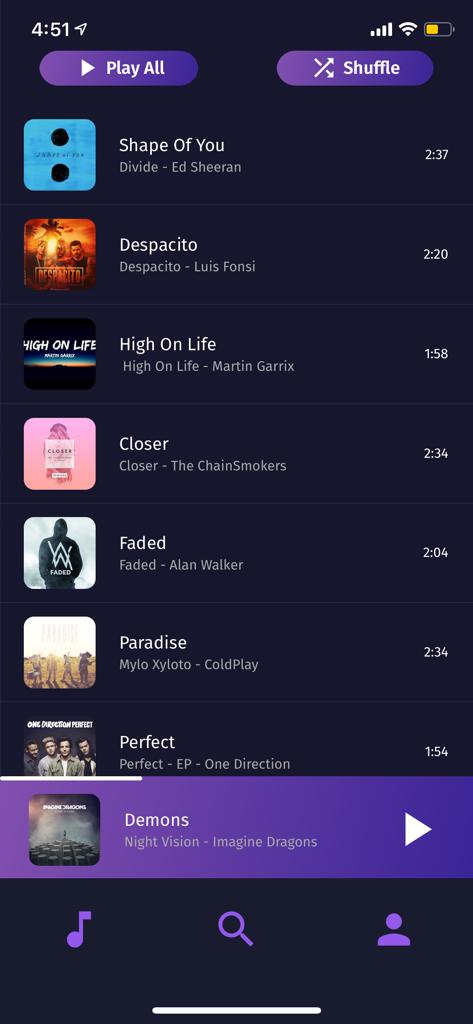 4:51
Play All
Shuffle
Shape of You
Shape Of You
Divide - Ed Sheeran
2:37
DESPACITO
Despacito
Despacito - Luis Fonsi
2:20
HIGH ON LIFE
MARTIN GARRIX
High On Life
High On Life - Martin Garrix
1:58
CLOSER
Closer
Closer - The ChainSmokers
2:34
FADED
Faded
Faded - Alan Walker
2:04
PARADISE
Paradise
Mylo Xyloto - ColdPlay
2:34
ONE DIRECTION PERFECT
Perfect
Perfect - EP - One Direction
1:54
IMAGINE DRAGONS
Demons
Night Vision - Imagine Dragons